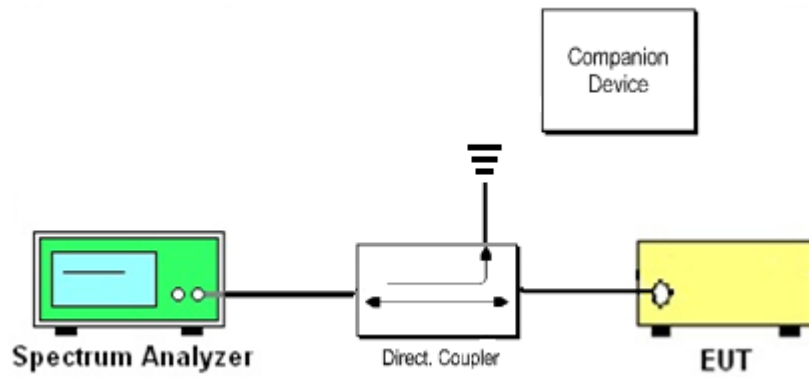 Companion
Device
Spectrum Analyzer
Direct. Coupler
EUT